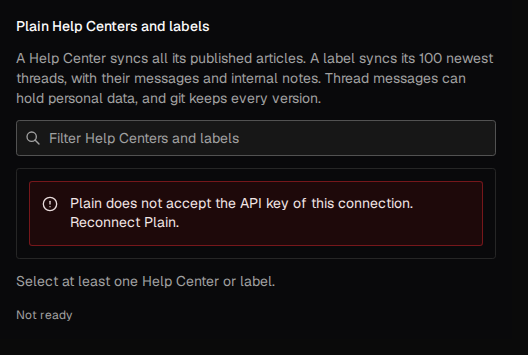 Plain Help Centers and labels
A Help Center syncs all its published articles. A label syncs its 100 newest
threads, with their messages and internal notes. Thread messages can
hold personal data, and git keeps every version.
Filter Help Centers and labels
Plain does not accept the API key of this connection.
Reconnect Plain.
Select at least one Help Center or label.
Not ready